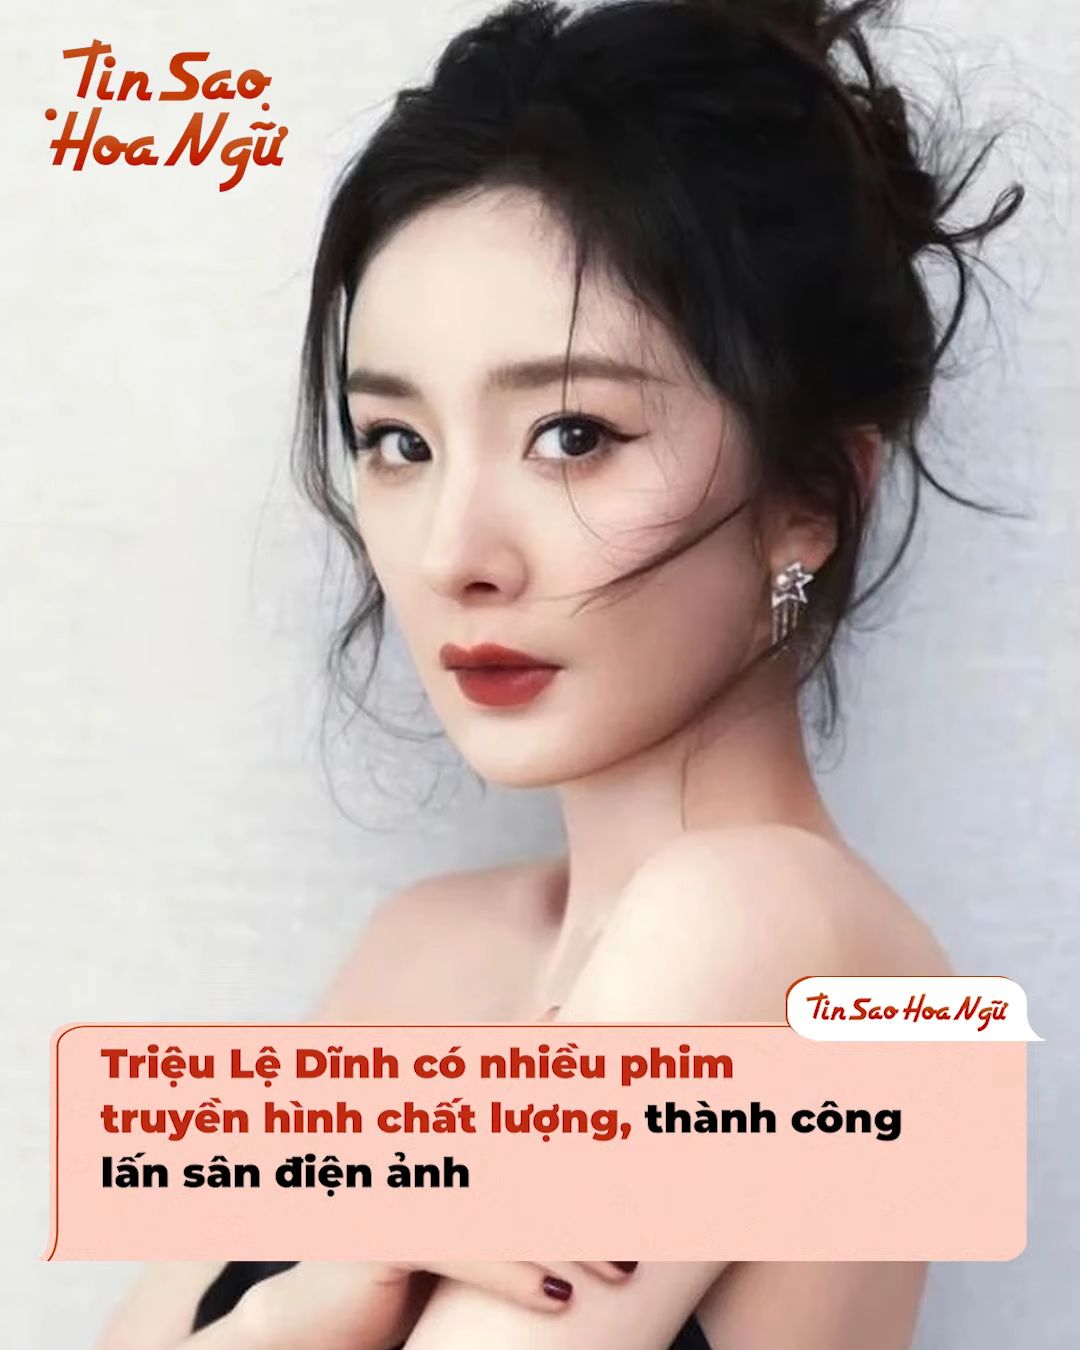 Tin Sao
Hoa Ngữ
Tin Sao Hoa Ngữ
Triệu Lệ Dĩnh có nhiều phim
truyền hình chất lượng, thành công
lấn sân điện ảnh